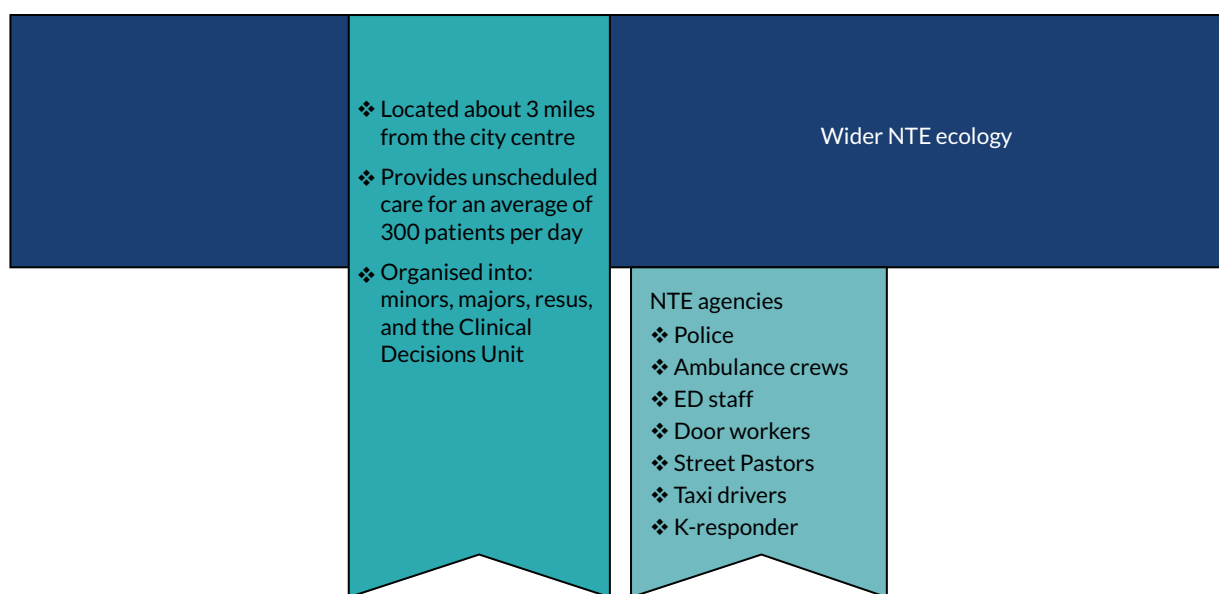 ❖ Located about 3 miles
from the city centre
❖ Provides unscheduled
care for an average of
300 patients per day
❖ Organised into:
minors, majors, resus,
and the Clinical
Decisions Unit
Wider NTE ecology
NTE agencies
❖ Police
❖ Ambulance crews
❖ ED staff
❖ Door workers
❖ Street Pastors
❖ Taxi drivers
❖ K-responder